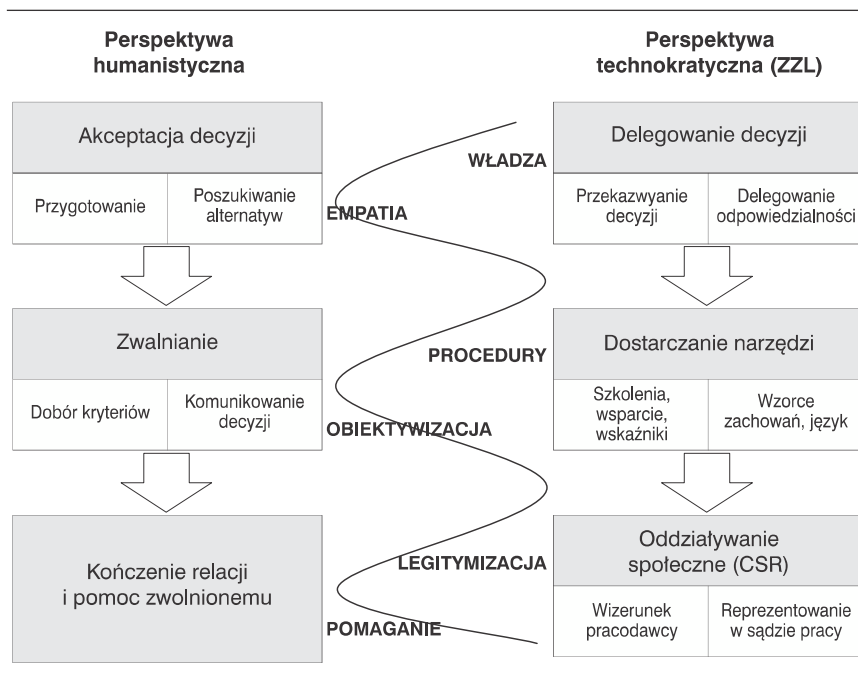 Perspektywa
humanistyczna
Perspektywa
technokratyczna (ZZL)
Akceptacja decyzji
Przygotowanie
Poszukiwanie
alternatyw
WŁADZA
EMPATIA
Delegowanie decyzji
Przekazwyanie
decyzji
Delegowanie
odpowiedzialności
Zwalnianie
Dobór kryteriów
Komunikowanie
decyzji
PROCEDURY
OBIEKTYWIZACJA
Dostarczanie narzędzi
Szkolenia,
wsparcie,
wskaźniki
Wzorce
zachowań, język
Kończenie relacji
i pomoc zwolnionemu
LEGITYMIZACJA
POMAGANIE
Oddziaływanie
społeczne (CSR)
Wizerunek
pracodawcy
Reprezentowanie
w sądzie pracy